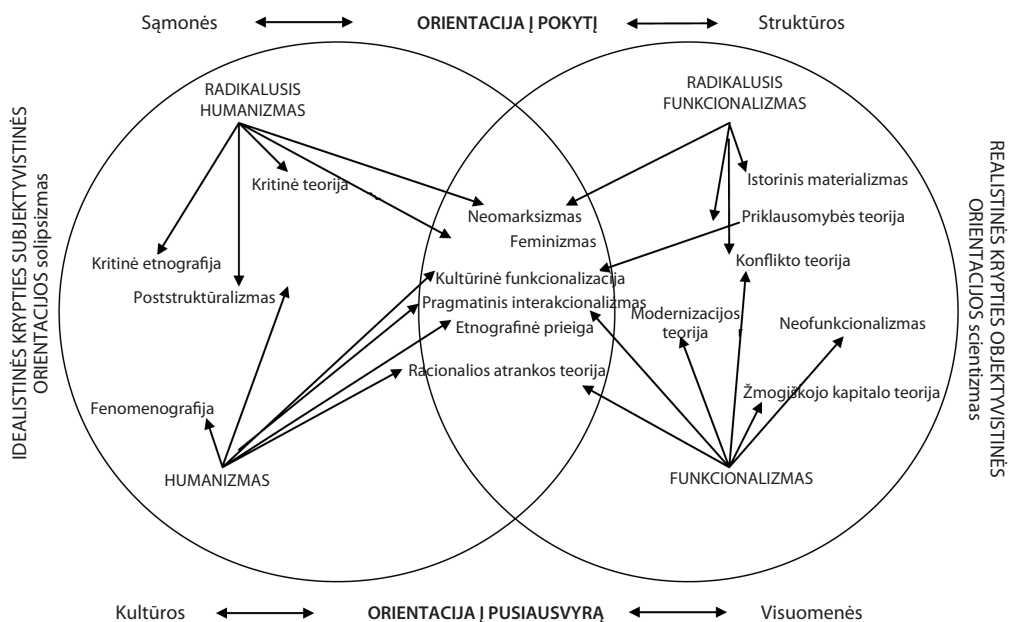 Sąmonės
ORIENTACIJA Į POKYTĮ
Struktūros
IDEALISTINĖS KRYPTIES SUBJEKTYVISTINĖS
ORIENTACIJOS solipsizmas
RADIKALUSIS
HUMANIZMAS
RADIKALUSIS
FUNKCIONALIZMAS
REALISTINĖS KRYPTIES OBJEKTYVISTINĖS
ORIENTACIJOS scientizmas
Kritinė teorija
Istorinis materializmas
Neomarksizmas
Priklausomybės teorija
Feminizmas
Kritinė etnografija
Konflikto teorija
Kultūrinė funkcionalizacija
Poststruktūralizmas
Pragmatinis interakcionalizmas
Modernizacijos
teorija
Etnografinė prieiga
Neofunkcionalizmas
Racionalios atrankos teorija
Žmogiškojo kapitalo teorija
Fenomenografija
HUMANIZMAS
FUNKCIONALIZMAS
Kultūros
ORIENTACIJA Į PUSIAUSVYRĄ
Visuomenės